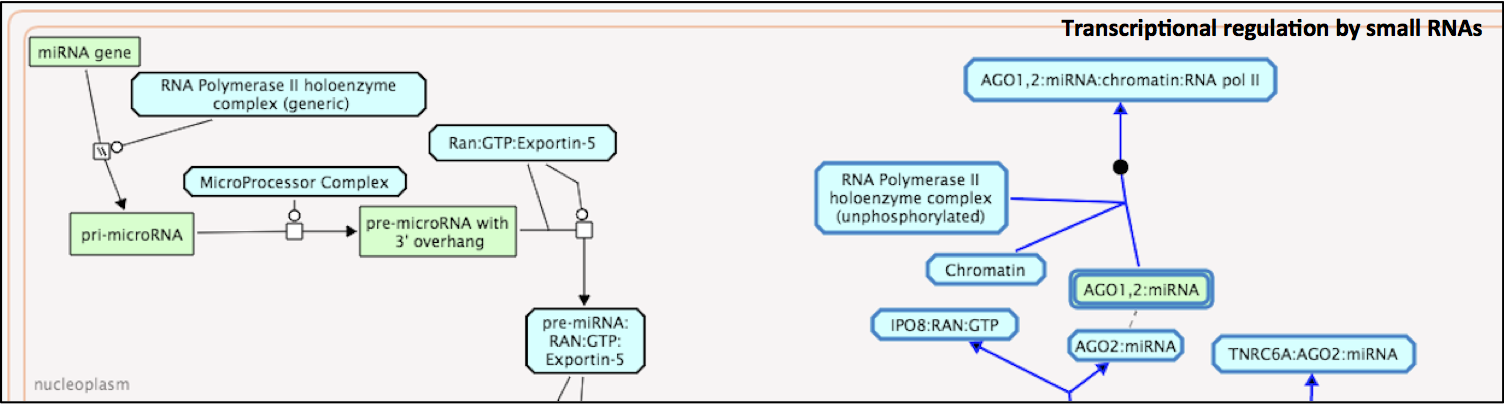 Transcriptional regulation by small RNAs
miRNA gene
RNA Polymerase II holoenzyme
complex (generic)
AGO1,2:miRNA:chromatin:RNA pol II
Ran:GTP:Exportin-5
MicroProcessor Complex
RNA Polymerase II
holoenzyme complex
(unphosphorylated)
pri-microRNA
pre-microRNA with
3' overhang
Chromatin
AGO1,2:miRNA
pre-miRNA:
RAN:GTP:
Exportin-5
IPO8:RAN:GTP
AGO2:miRNA
TNRC6A:AGO2:miRNA
nucleoplasm